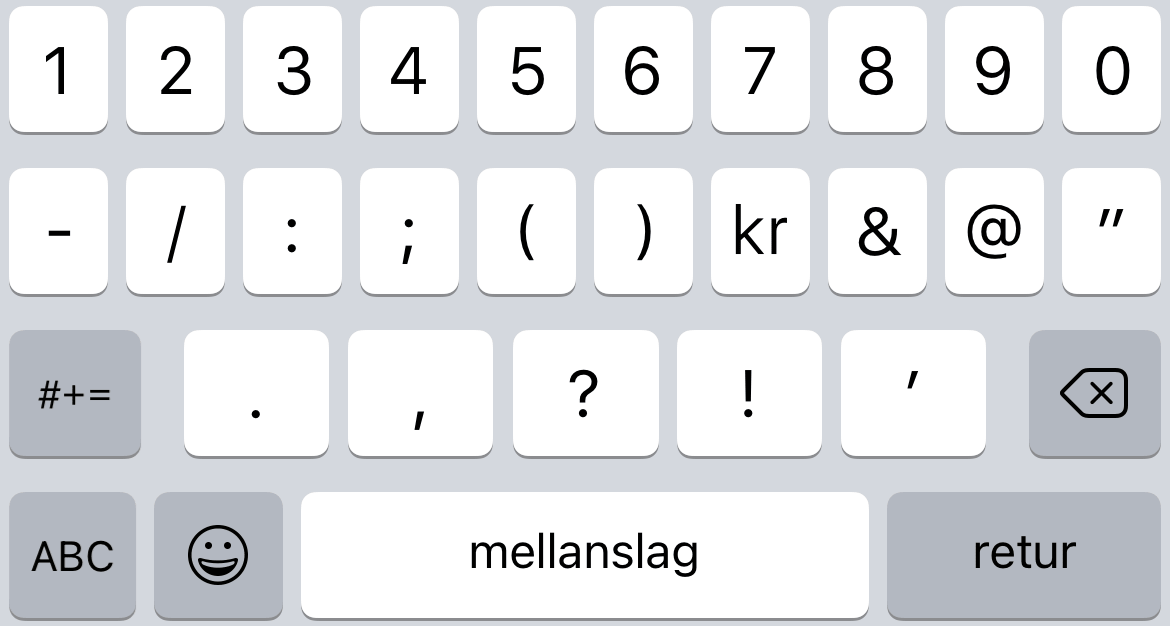 1 2 3 4 5 6 7 8 9 0
- / : ; ( ) kr & @ "
#+= . , ? ! '
ABC mellanslag retur